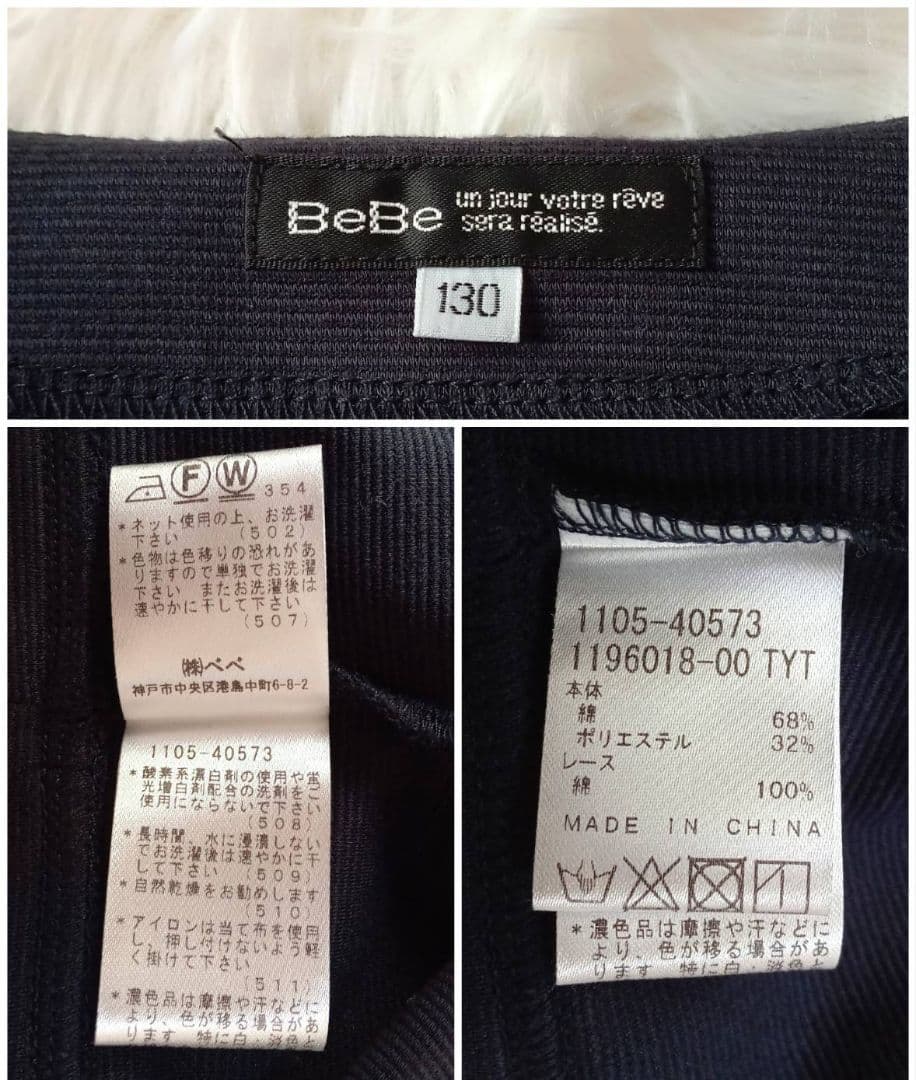 BeBe un jour votre rêve
sera réalisé.
130
F W 354
*ネット使用の上、お洗濯
下さい (502)
*色物は色移りの恐れがあ
りますので単独でお洗濯
下さい またお洗濯後は
速やかに干して下さい
(507)
㈱べべ
神戸市中央区港島中町6-8-2
1105-40573
*酸素系漂白剤の使用や蛍
光増白剤配合の洗剤をご
使用にならないで下さい
(508)
*長時間、水に浸漬しない
でお洗濯後は速やかに干
して下さい (509)
*自然乾燥をお勧めします
(510)
*アイロンは当て布を使用
し、押し付けないよう軽
く掛けて下さい
(511)
*濃色品は摩擦や汗などに
より、色が移る場合があ
ります 特に白・淡色と
1105-40573
1196018-00 TYT
本体
綿 68%
ポリエステル 32%
レース
綿 100%
MADE IN CHINA
*濃色品は摩擦や汗などに
より、色が移る場合があ
ります 特に白・淡色と